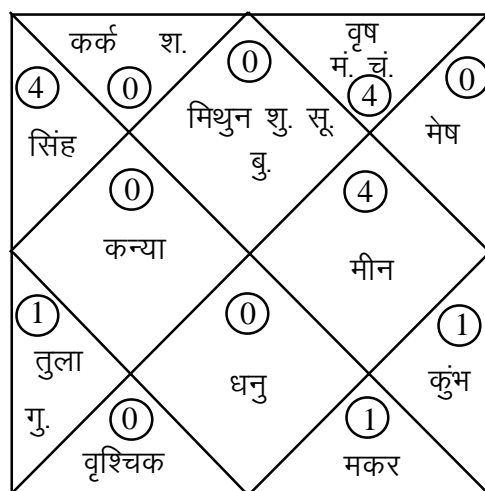 कर्क श.
0
4
सिंह
0
मिथुन शु. सू.
बु.
वृष
मं. चं.
4
0
मेष
0
कन्या
4
मीन
1
तुला
गु.
0
धनु
1
कुंभ
0
वृश्चिक
1
मकर